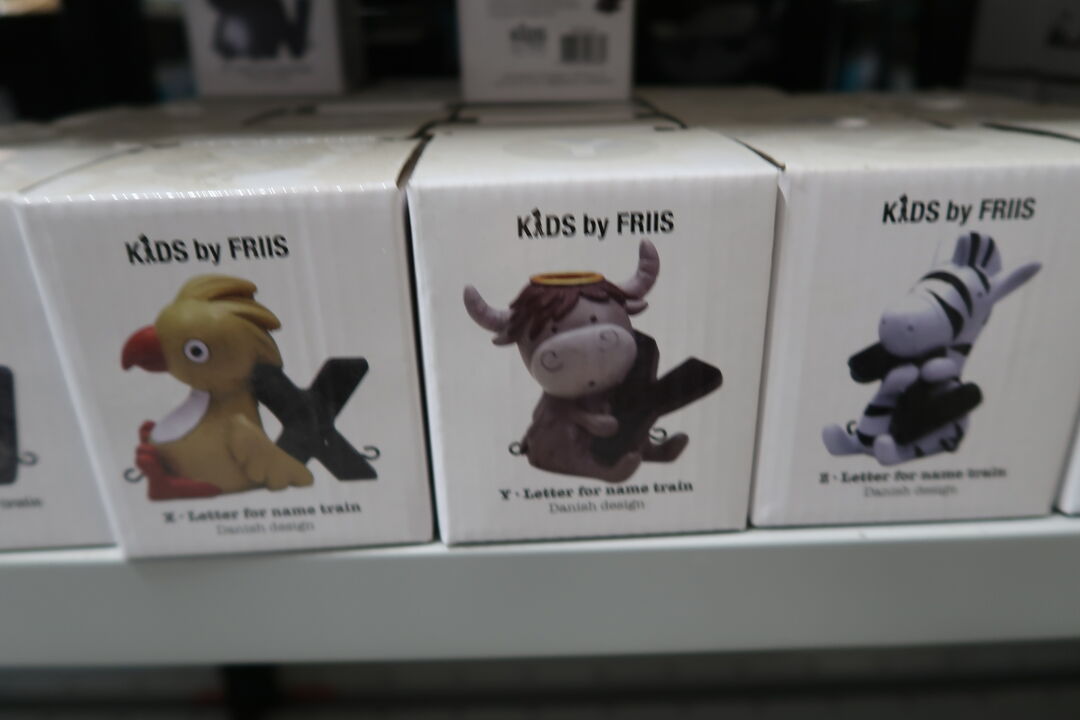 KIDS by FRIIS
X · Letter for name train
Danish design
KIDS by FRIIS
Y · Letter for name train
Danish design
KIDS by FRIIS
Z · Letter for name train
Danish design
train